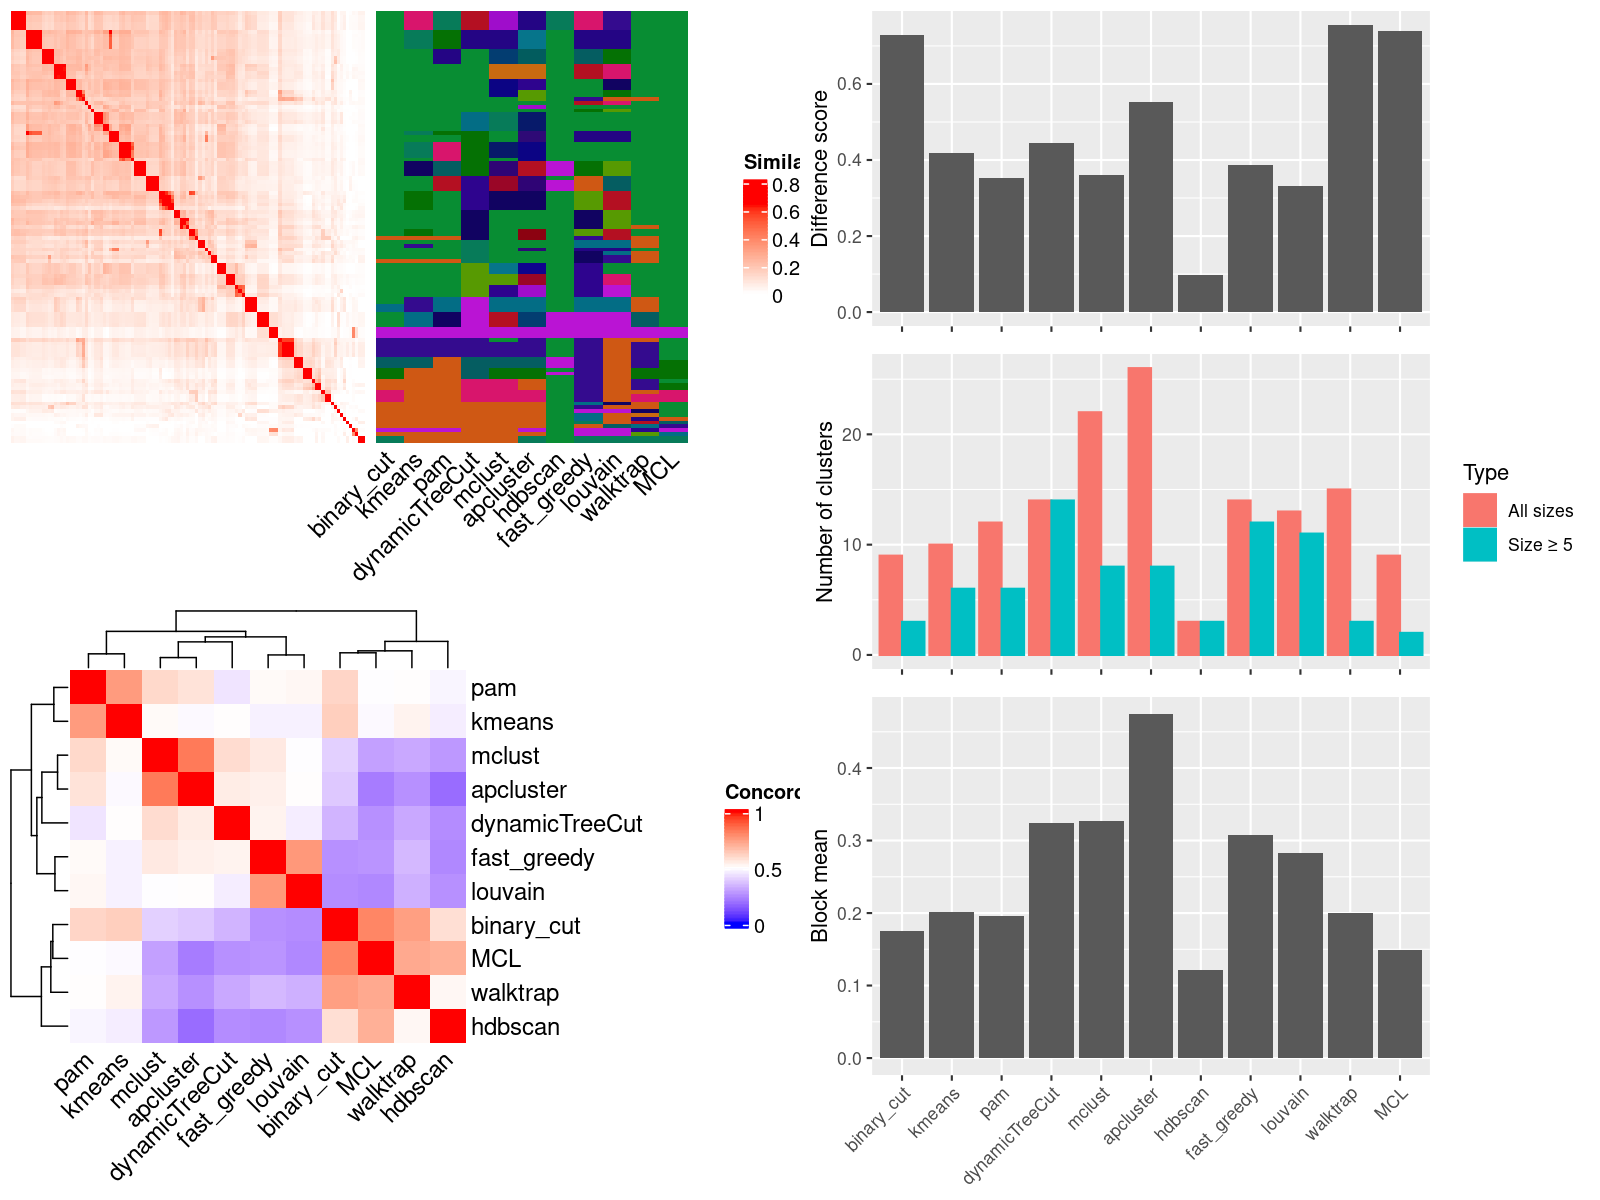 Simila
0.8
0.6
0.4
0.2
0
binary_cut
kmeans
pam
dynamicTreeCut
mclust
apcluster
hdbscan
fast_greedy
louvain
walktrap
MCL
pam
kmeans
mclust
apcluster
dynamicTreeCut
fast_greedy
louvain
binary_cut
MCL
walktrap
hdbscan
Concord
1
0.5
0
pam
kmeans
mclust
apcluster
dynamicTreeCut
fast_greedy
louvain
binary_cut
MCL
walktrap
hdbscan
Difference score
0.6
0.4
0.2
0.0
Number of clusters
20
10
0
Type
All sizes
Size ≥ 5
Block mean
0.4
0.3
0.2
0.1
0.0
binary_cut
kmeans
pam
dynamicTreeCut
mclust
apcluster
hdbscan
fast_greedy
louvain
walktrap
MCL